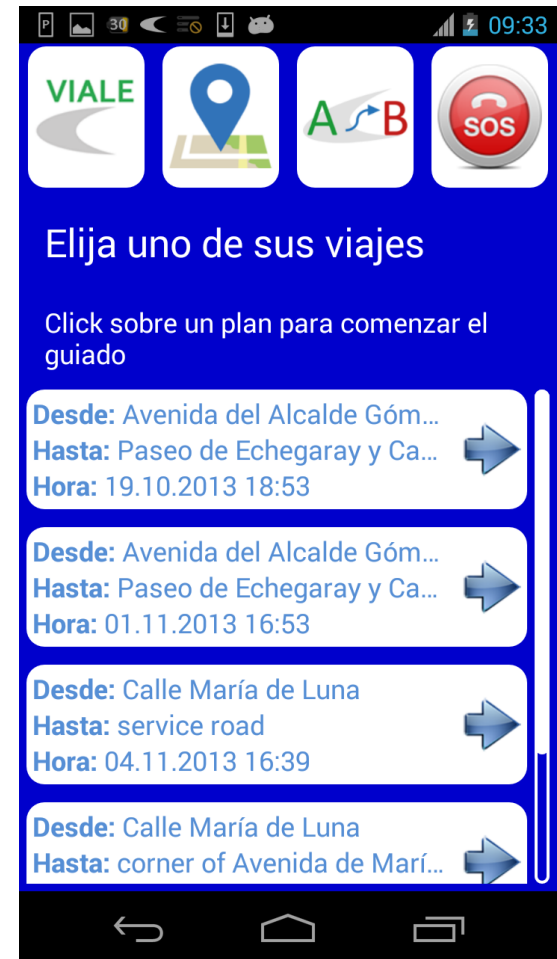 P 30 09:33
VIALE A B SOS
Elija uno de sus viajes
Click sobre un plan para comenzar el
guiado
Desde: Avenida del Alcalde Góm...
Hasta: Paseo de Echegaray y Ca...
Hora: 19.10.2013 18:53
Desde: Avenida del Alcalde Góm...
Hasta: Paseo de Echegaray y Ca...
Hora: 01.11.2013 16:53
Desde: Calle María de Luna
Hasta: service road
Hora: 04.11.2013 16:39
Desde: Calle María de Luna
Hasta: corner of Avenida de Marí...